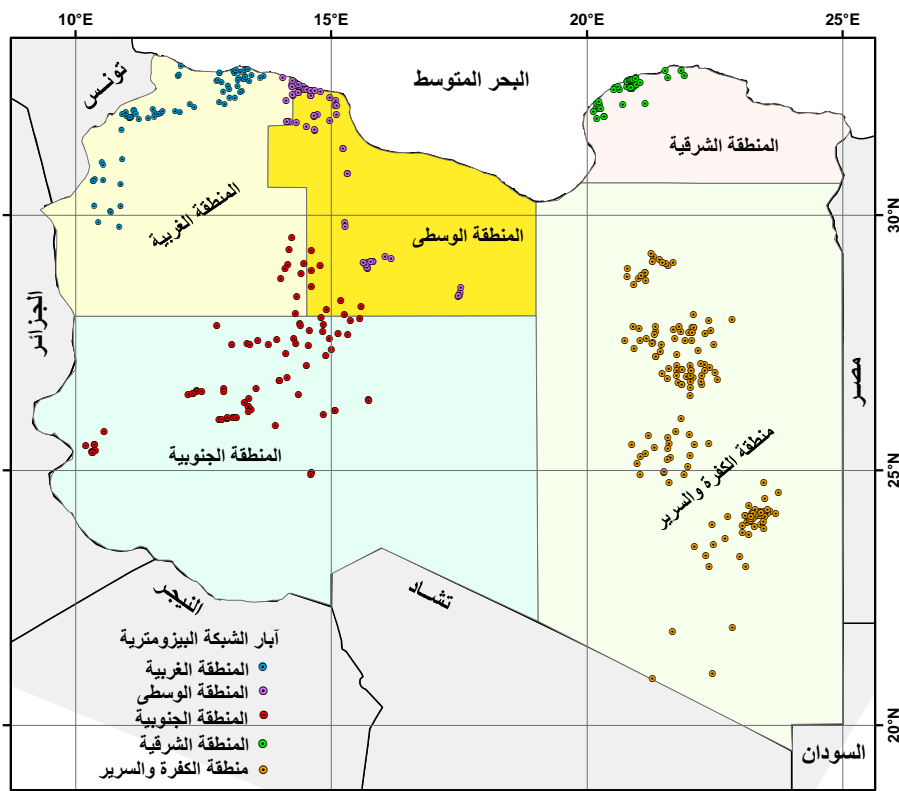 10°E 15°E 20°E 25°E
تونس
البحر المتوسط
المنطقة الشرقية
المنطقة الغربية
المنطقة الوسطى
30°N
الجزائر
مصر
المنطقة الجنوبية
منطقة الكفرة والسرير
25°N
النيجر
تشاد
آبار الشبكة البيزومترية
المنطقة الغربية
المنطقة الوسطى
المنطقة الجنوبية
المنطقة الشرقية
منطقة الكفرة والسرير
20°N
السودان